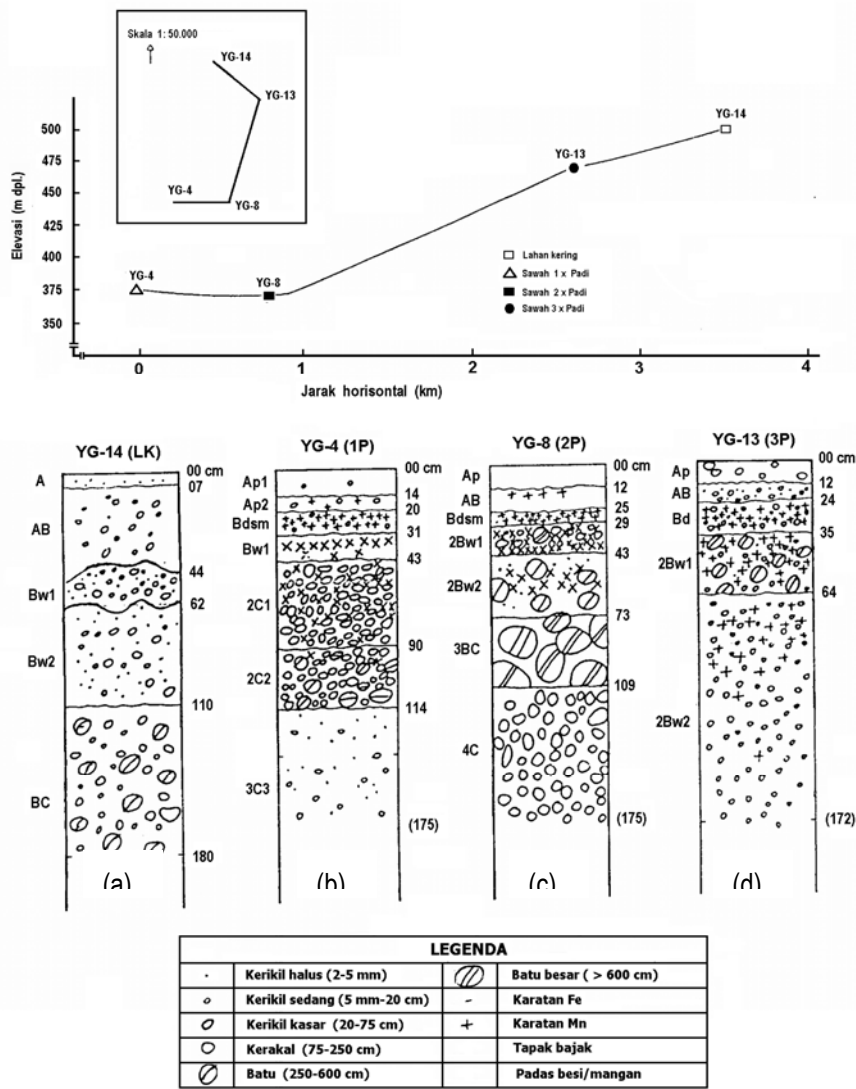 Skala 1: 50.000
YG-14
YG-13
YG-4
YG-8
Elevasi (m dpl.)
500
475
450
425
400
375
350
YG-4
YG-8
YG-13
YG-14
Lahan kering
Sawah 1 x Padi
Sawah 2 x Padi
Sawah 3 x Padi
0 1 2 3 4
Jarak horisontal (km)
YG-14 (LK)
00 cm
A
07
AB
44
Bw1
62
Bw2
110
BC
180
(a)
YG-4 (1P)
00 cm
Ap1
14
Ap2
20
Bdsm
31
Bw1
43
2C1
90
2C2
114
3C3
(175)
(b)
YG-8 (2P)
00 cm
Ap
12
AB
25
Bdsm
29
2Bw1
43
2Bw2
73
3BC
109
4C
(175)
(c)
YG-13 (3P)
00 cm
Ap
12
AB
24
Bd
35
2Bw1
64
2Bw2
(172)
(d)
LEGENDA
Kerikil halus (2-5 mm) Batu besar ( > 600 cm)
Kerikil sedang (5 mm-20 cm) Karatan Fe
Kerikil kasar (20-75 cm) Karatan Mn
Kerakal (75-250 cm) Tapak bajak
Batu (250-600 cm) Padas besi/mangan